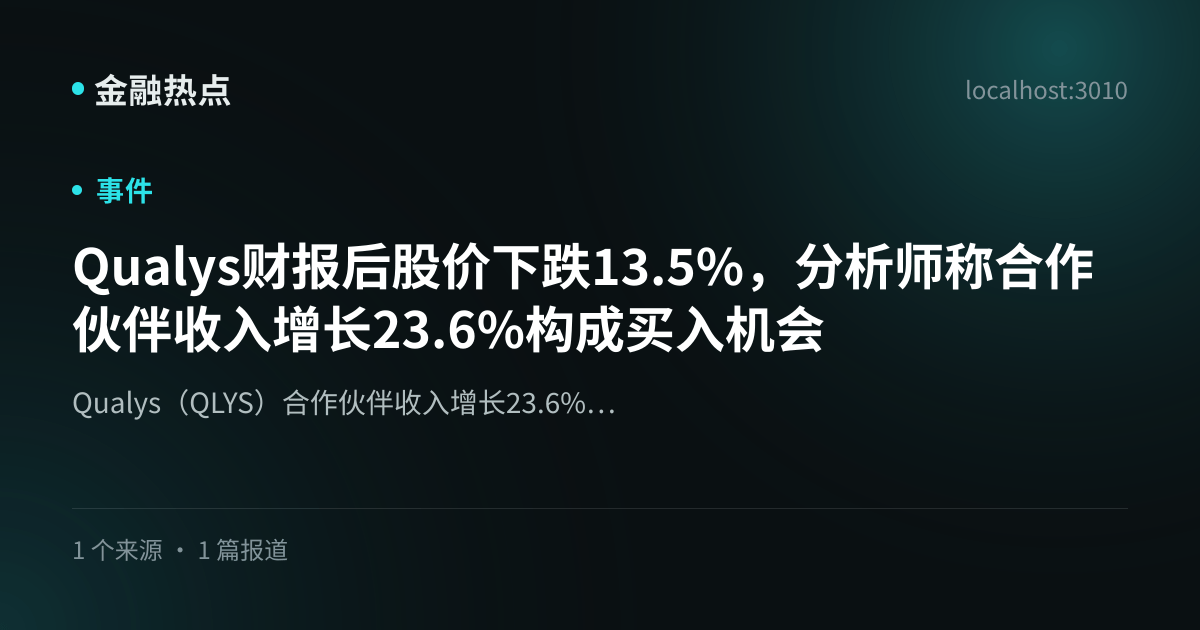 金融热点
localhost:3010
事件
Qualys财报后股价下跌13.5%，分析师称合作
伙伴收入增长23.6%构成买入机会
Qualys（QLYS）合作伙伴收入增长23.6%…
1 个来源 · 1 篇报道